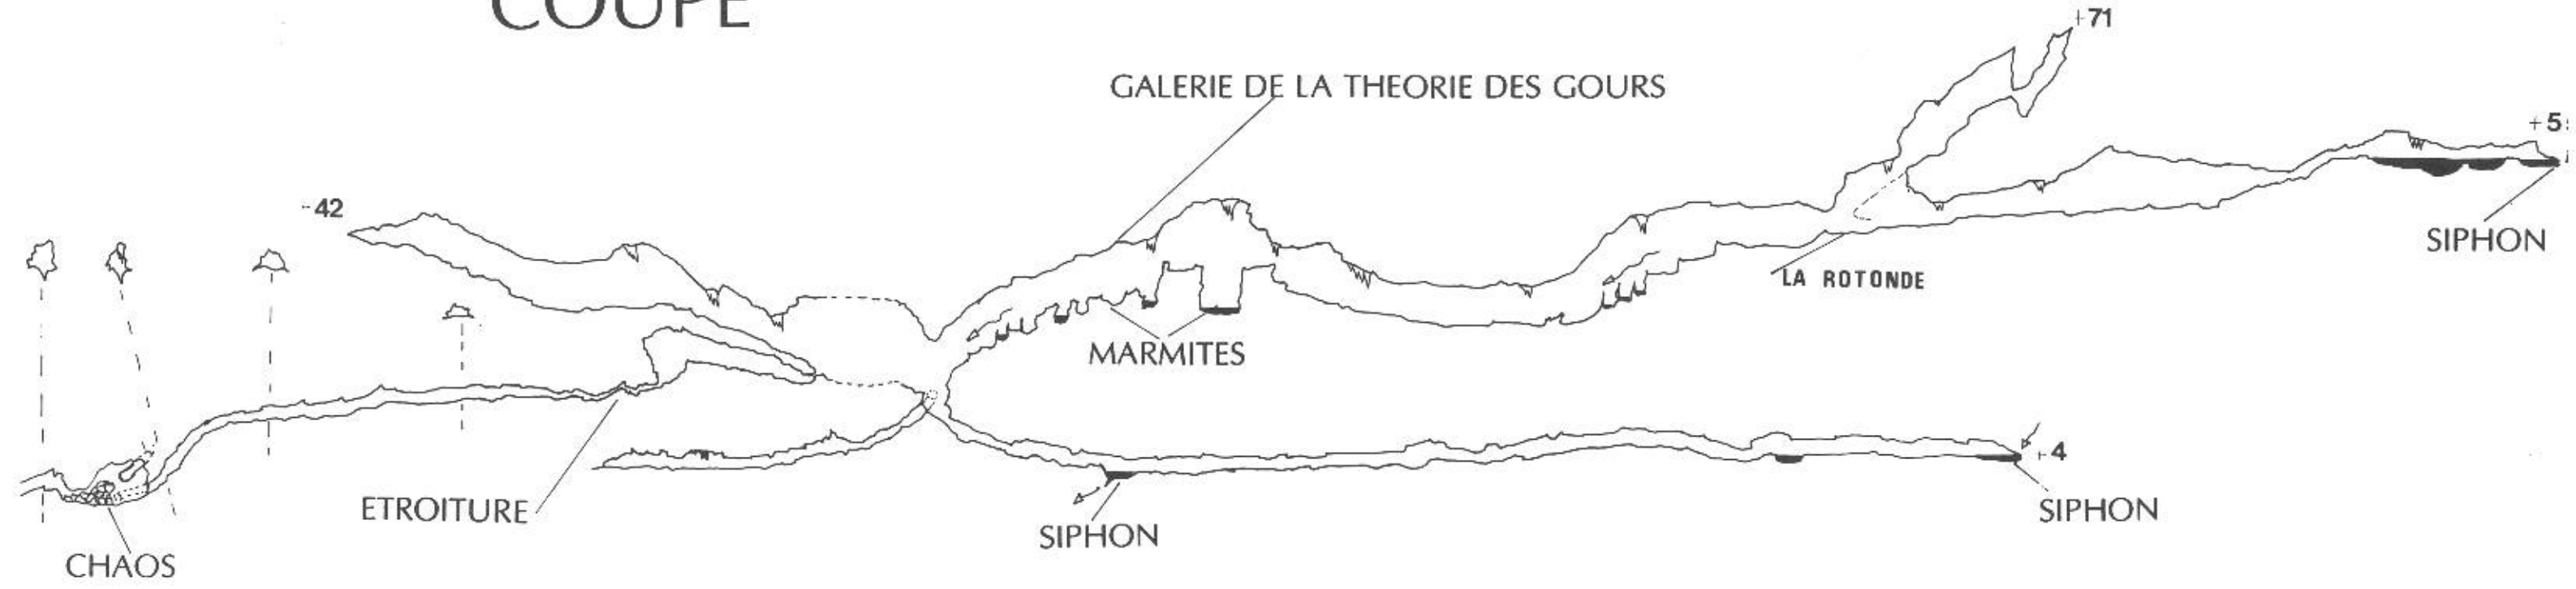 COUPE
+71
GALERIE DE LA THEORIE DES GOURS
+5
-42
SIPHON
LA ROTONDE
MARMITES
+4
ETROITURE
SIPHON
SIPHON
CHAOS